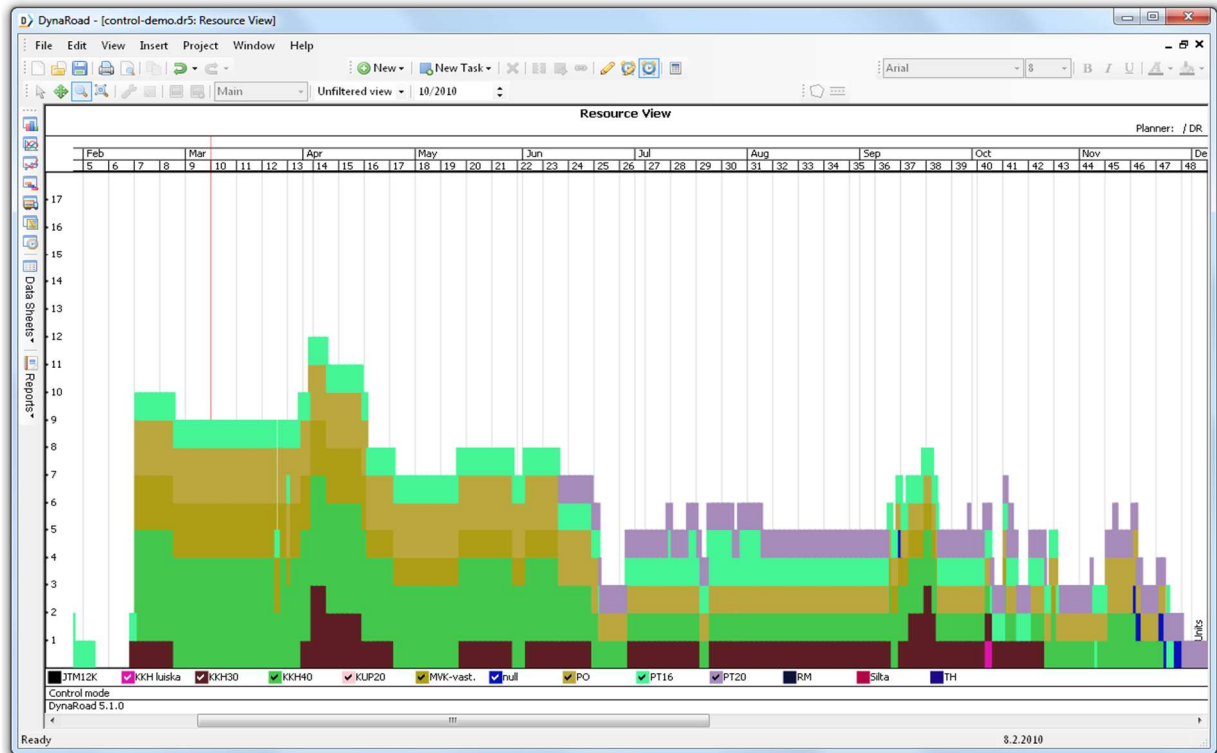 DynaRoad - [control-demo.dr5: Resource View]
File Edit View Insert Project Window Help
New New Task Arial 8 B I U A
Main Unfiltered view 10/2010
Resource View
Planner: / DR
Feb Mar Apr May Jun Jul Aug Sep Oct Nov De
5 6 7 8 9 10 11 12 13 14 15 16 17 18 19 20 21 22 23 24 25 26 27 28 29 30 31 32 33 34 35 36 37 38 39 40 41 42 43 44 45 46 47 48
17
16
15
14
Data Sheets
13
12
11
Reports
10
9
8
7
6
5
4
3
2
1
Units
JTM12K KKH luiska KKH30 KKH40 KUP20 MVK-vast. null PO PT16 PT20 RM Silta TH
Control mode
DynaRoad 5.1.0
Ready 8.2.2010